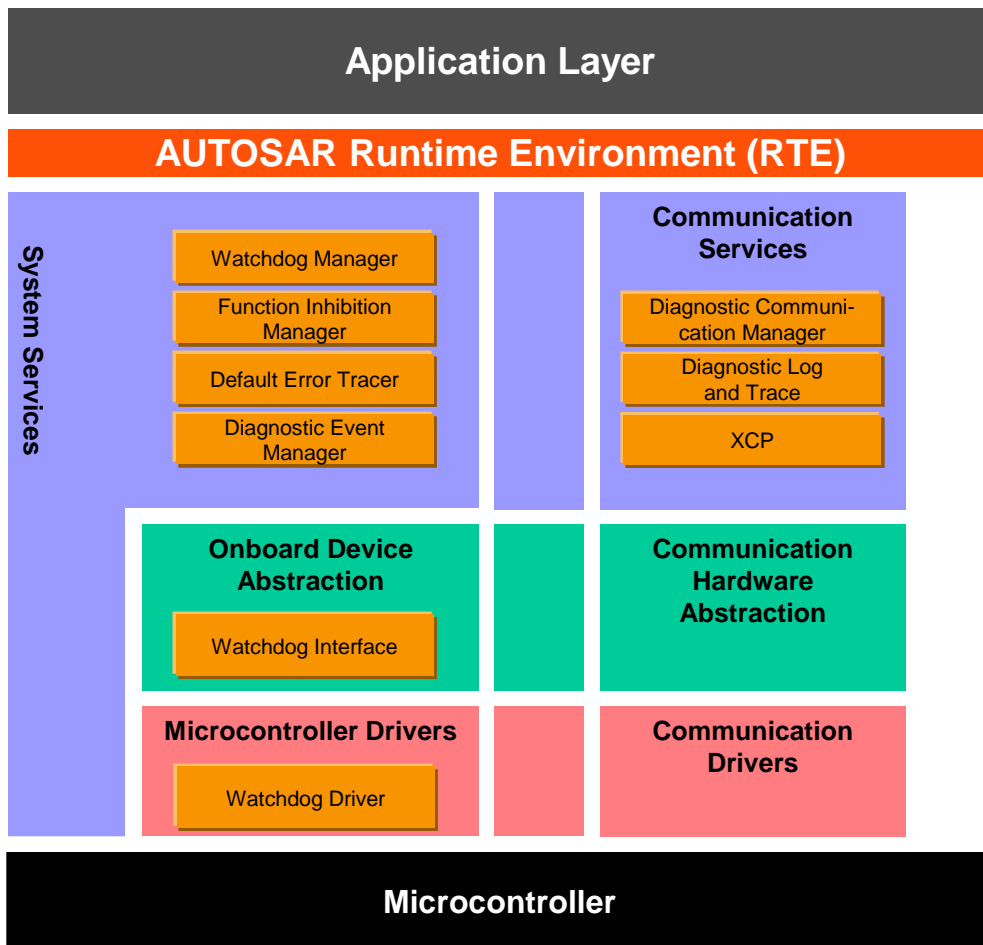 Application Layer
AUTOSAR Runtime Environment (RTE)
System Services
Watchdog Manager
Function Inhibition
Manager
Default Error Tracer
Diagnostic Event
Manager
Communication
Services
Diagnostic Communi-
cation Manager
Diagnostic Log
and Trace
XCP
Onboard Device
Abstraction
Watchdog Interface
Communication
Hardware
Abstraction
Microcontroller Drivers
Watchdog Driver
Communication
Drivers
Microcontroller